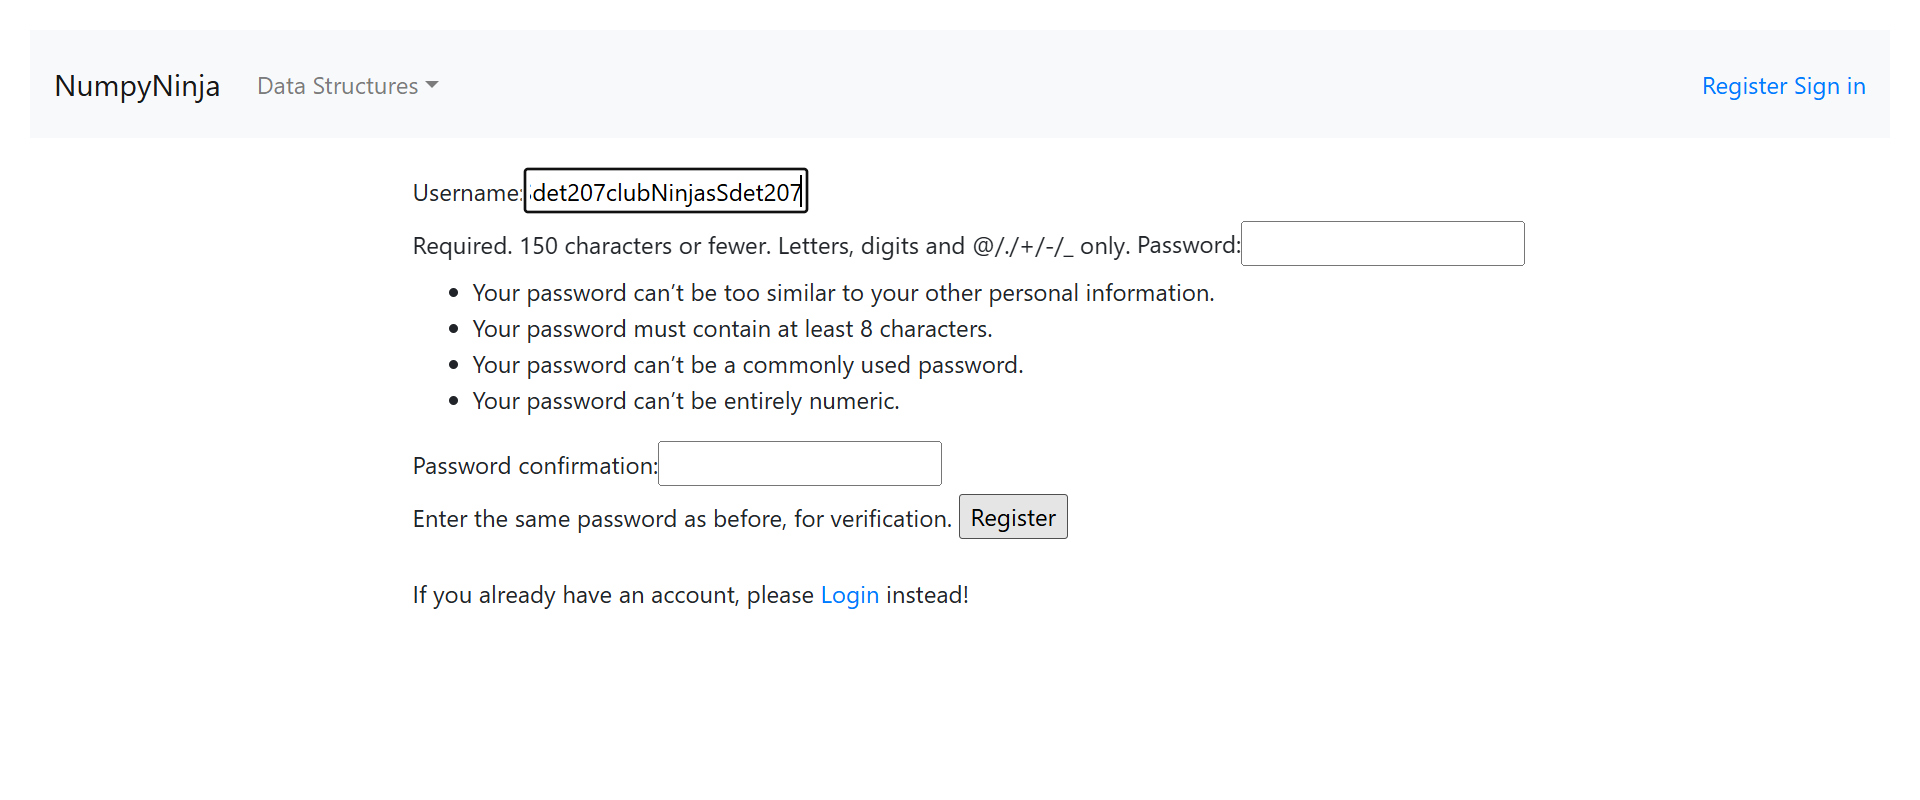 NumpyNinja Data Structures Register Sign in
Username: det207clubNinjasSdet207
Required. 150 characters or fewer. Letters, digits and @/./+/-/_ only. Password:
• Your password can’t be too similar to your other personal information.
• Your password must contain at least 8 characters.
• Your password can’t be a commonly used password.
• Your password can’t be entirely numeric.
Password confirmation:
Enter the same password as before, for verification. Register
If you already have an account, please Login instead!